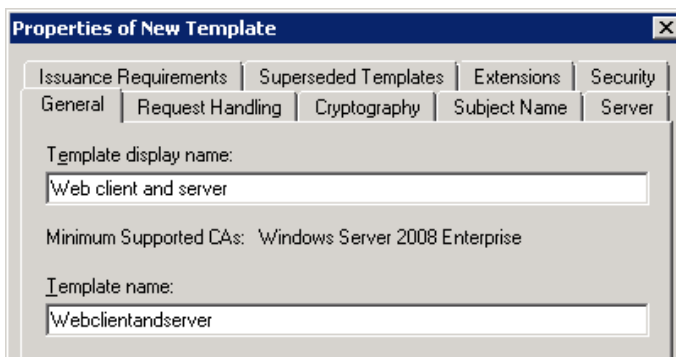 Properties of New Template
Issuance Requirements Superseded Templates Extensions Security
General Request Handling Cryptography Subject Name Server
Template display name:
Web client and server
Minimum Supported CAs: Windows Server 2008 Enterprise
Template name:
Webclientandserver